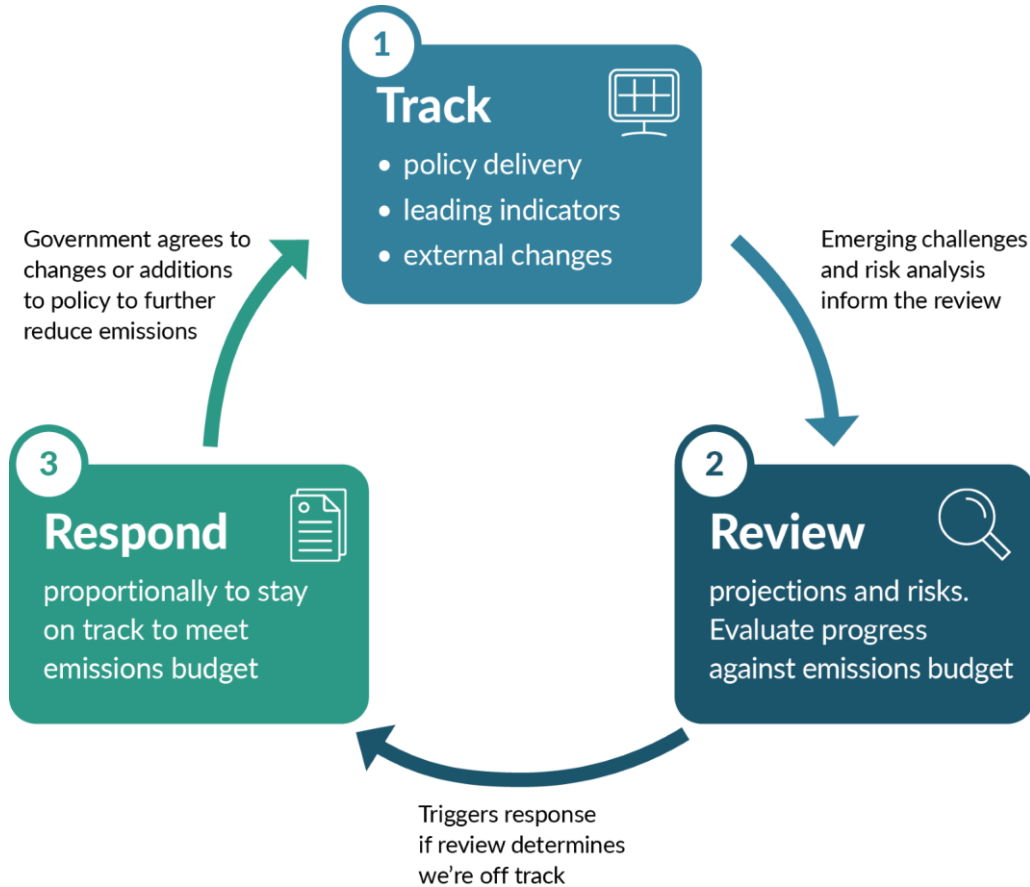 1
Track
• policy delivery
• leading indicators
• external changes
Emerging challenges
and risk analysis
inform the review
2
Review
projections and risks.
Evaluate progress
against emissions budget
Triggers response
if review determines
we're off track
3
Respond
proportionally to stay
on track to meet
emissions budget
Government agrees to
changes or additions
to policy to further
reduce emissions